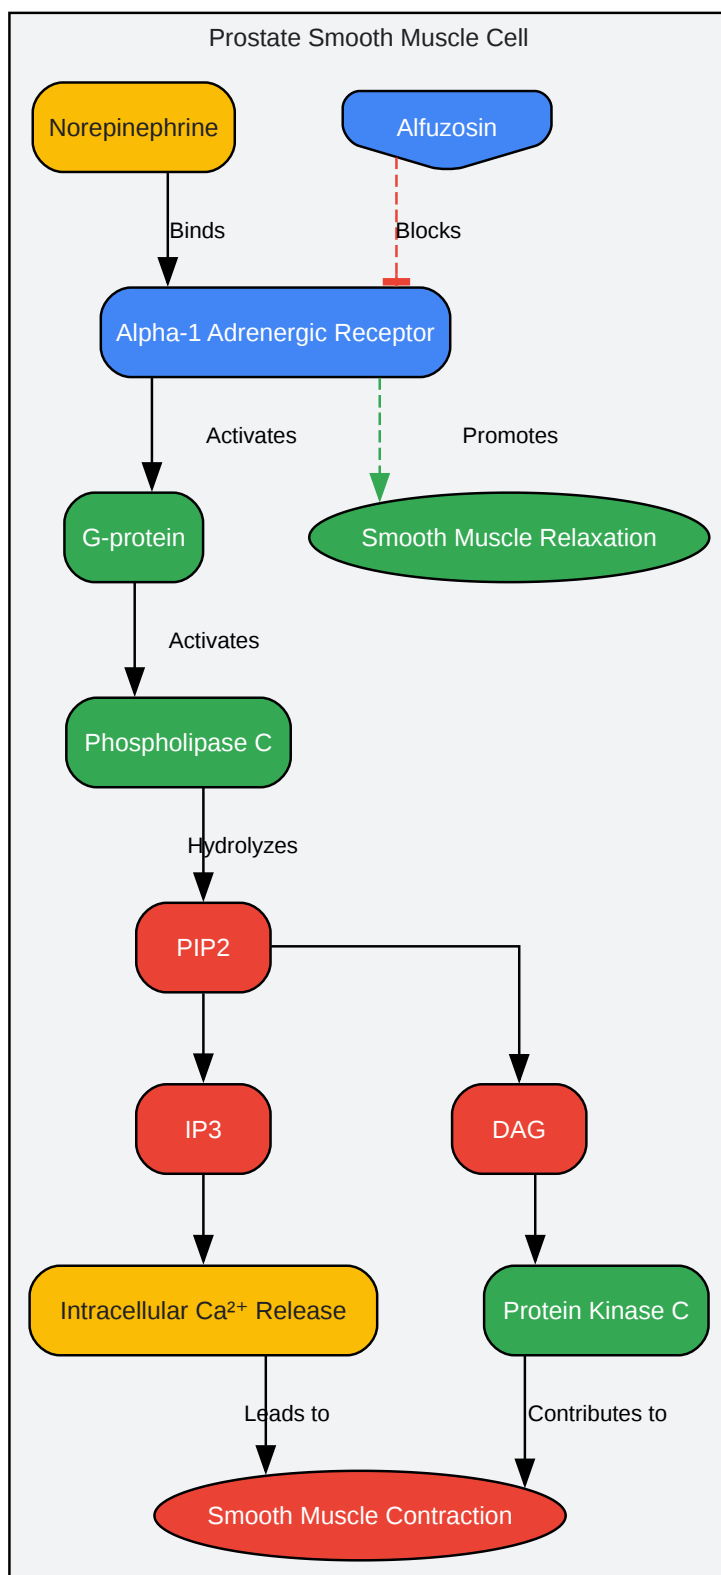 Prostate Smooth Muscle Cell
Norepinephrine
Alfuzosin
Binds
Blocks
Alpha-1 Adrenergic Receptor
Activates
Promotes
G-protein
Smooth Muscle Relaxation
Activates
Phospholipase C
Hydrolyzes
PIP2
IP3
DAG
Intracellular Ca²⁺ Release
Protein Kinase C
Leads to
Contributes to
Smooth Muscle Contraction